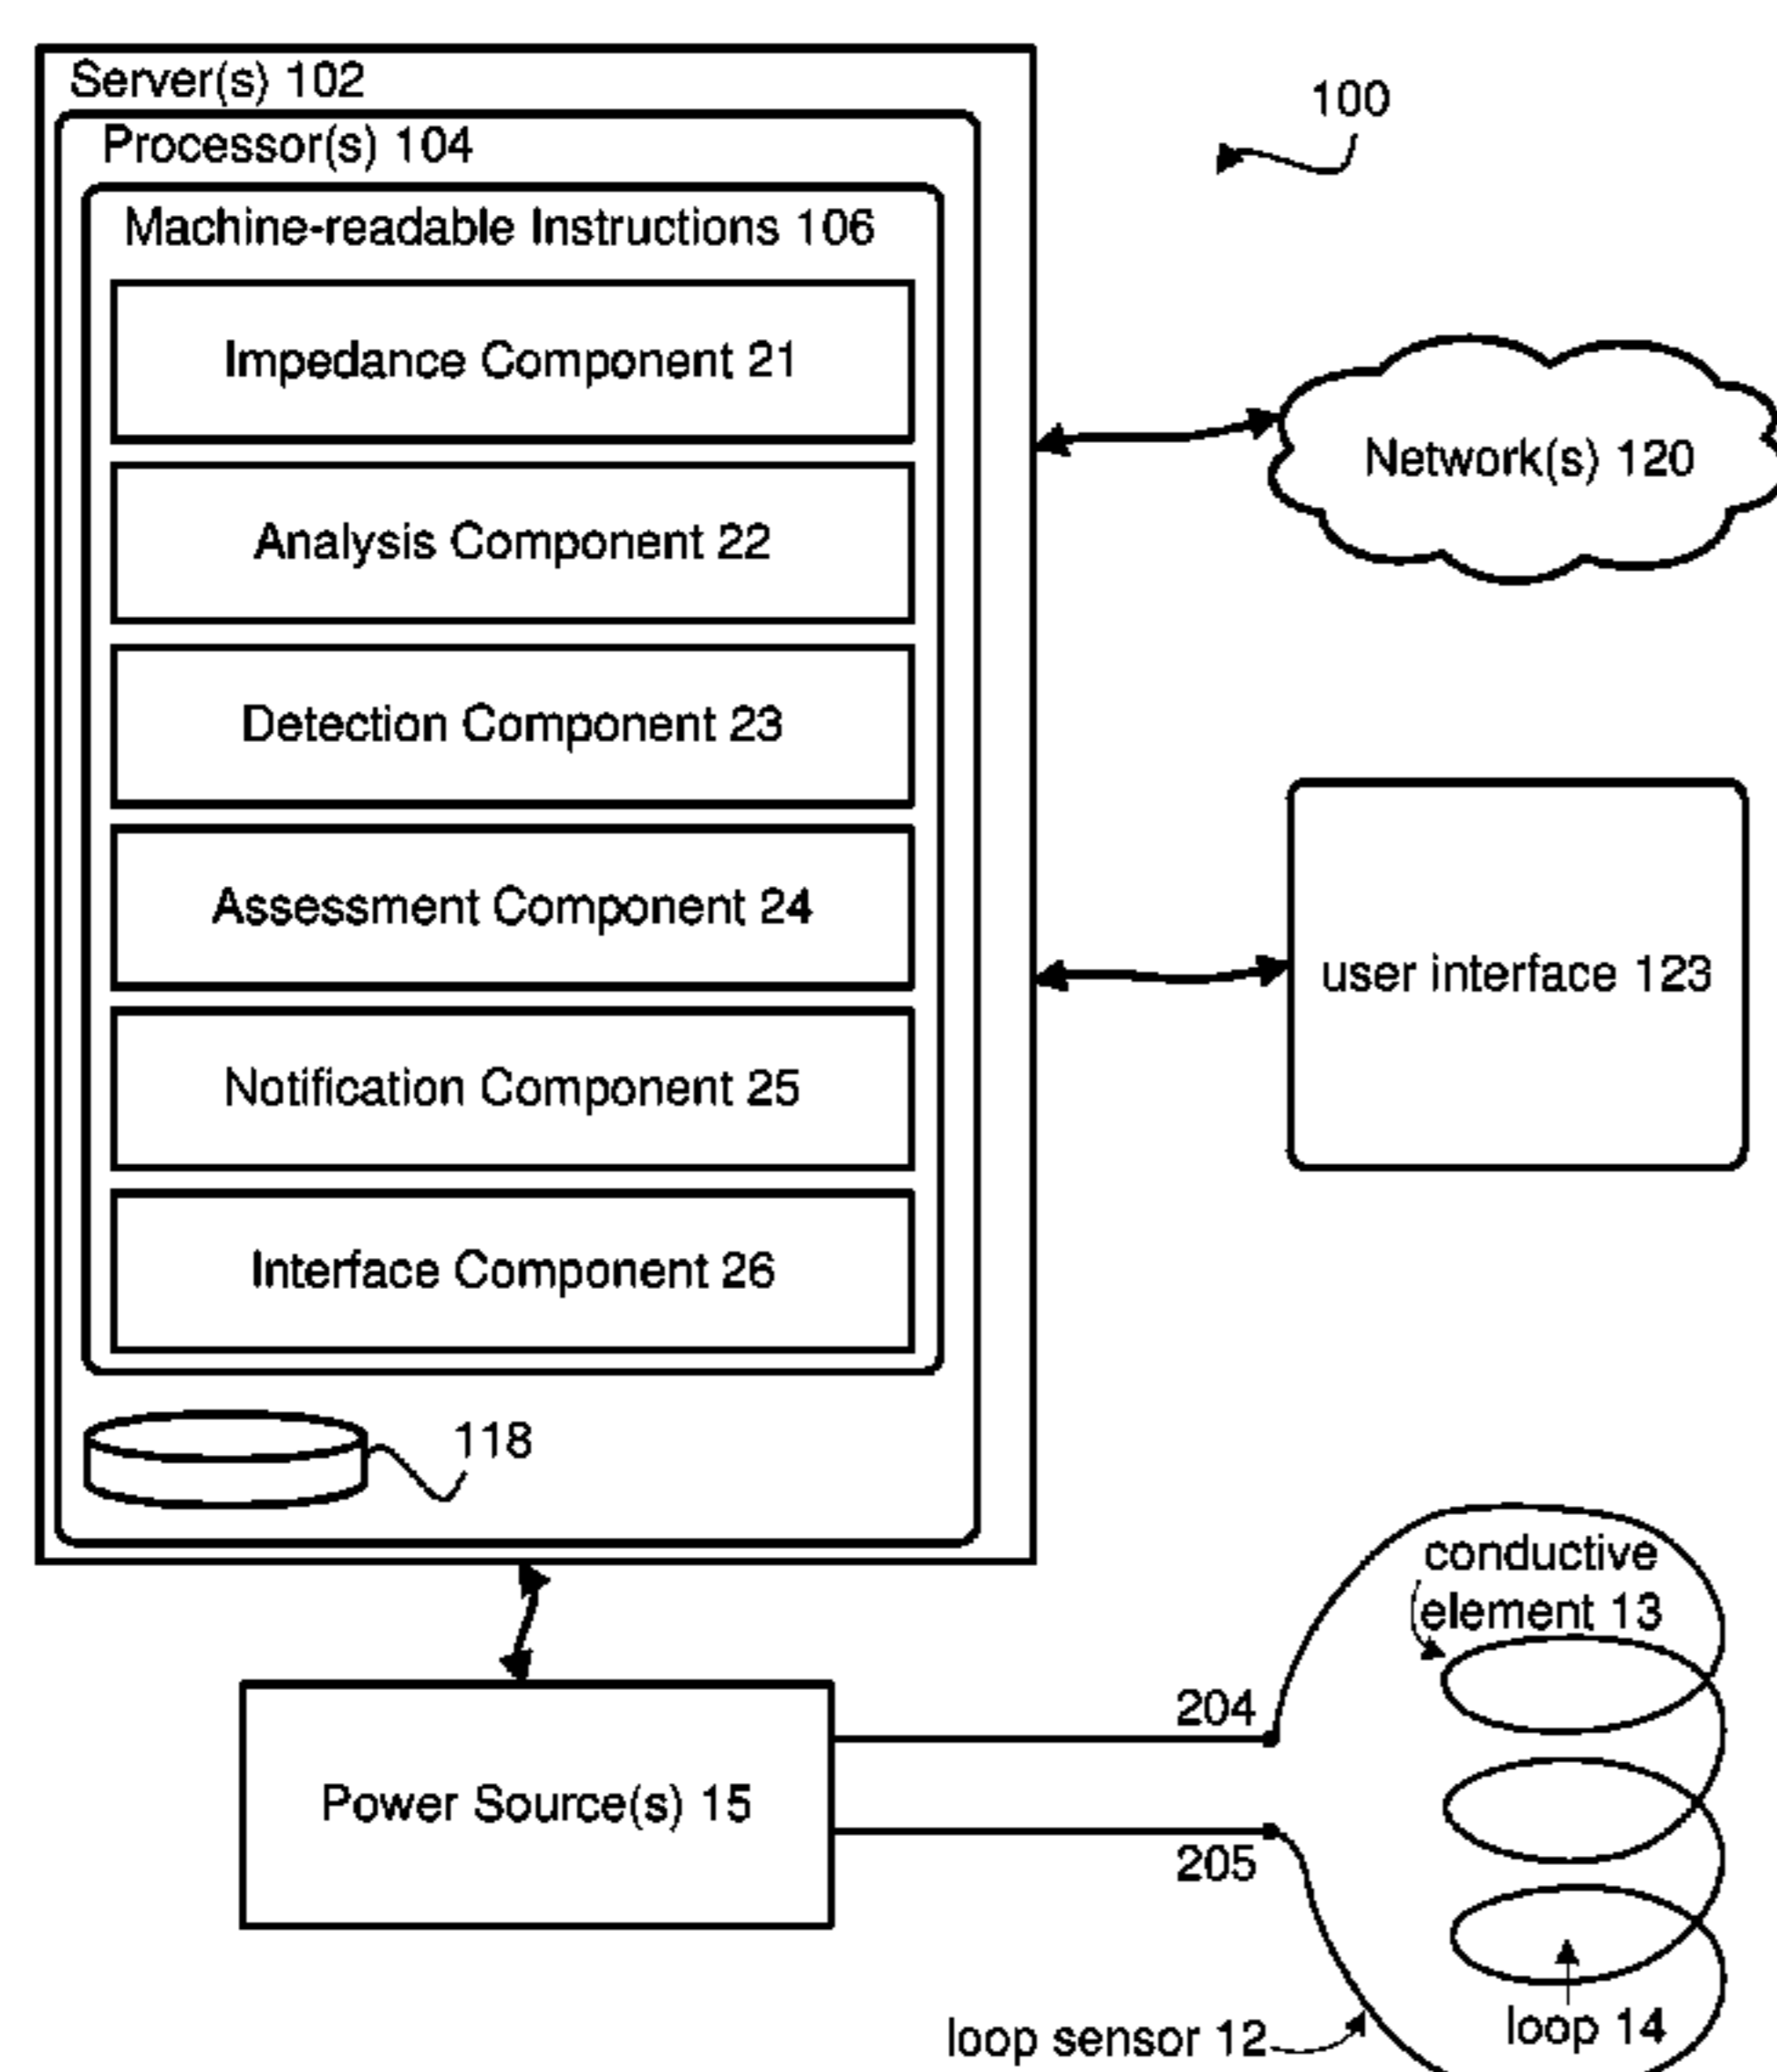 Server(s) 102
Processor(s) 104
Machine-readable Instructions 106
Impedance Component 21
Analysis Component 22
Detection Component 23
Assessment Component 24
Notification Component 25
Interface Component 26
118
100
Network(s) 120
user interface 123
Power Source(s) 15
204
205
conductive
element 13
loop 14
loop sensor 12